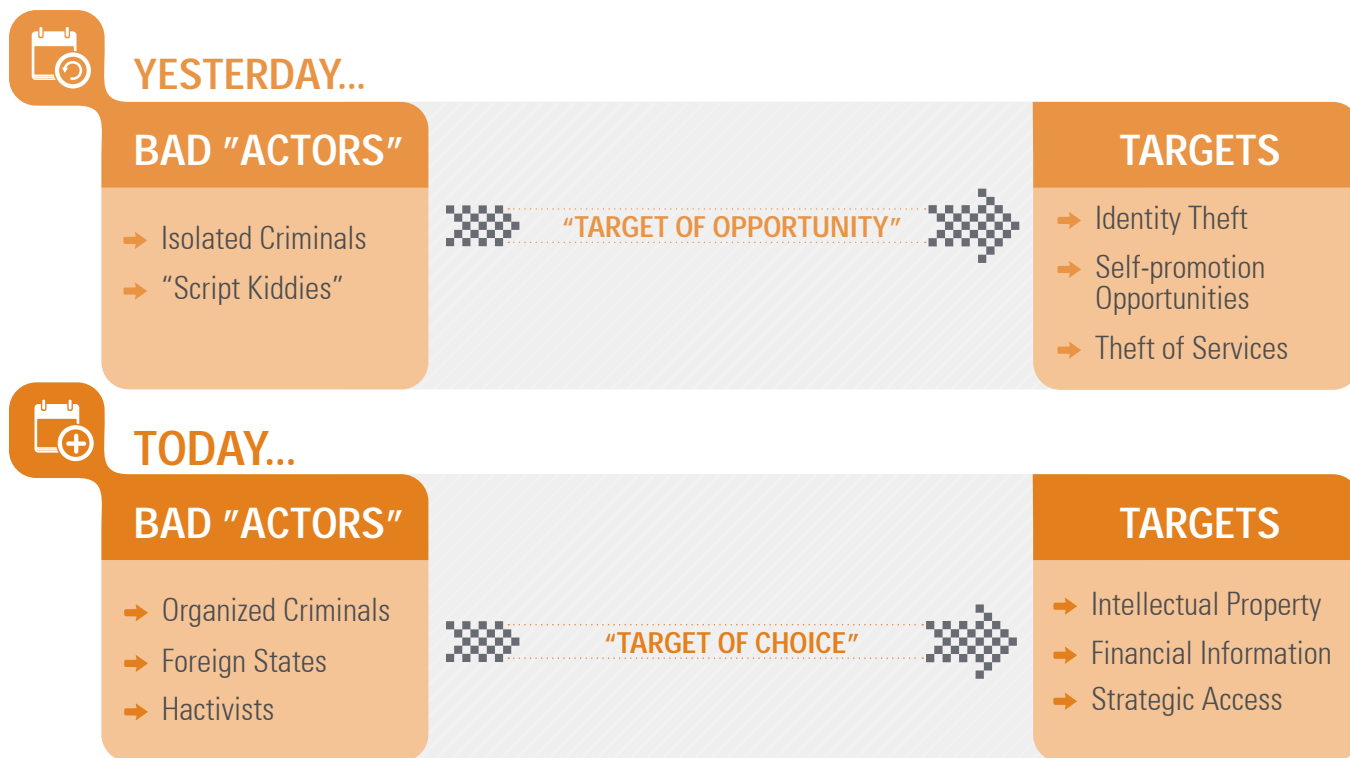 YESTERDAY...
BAD "ACTORS"
Isolated Criminals
“Script Kiddies”
“TARGET OF OPPORTUNITY”
TARGETS
Identity Theft
Self-promotion
Opportunities
Theft of Services
TODAY...
BAD "ACTORS"
Organized Criminals
Foreign States
Hactivists
“TARGET OF CHOICE”
TARGETS
Intellectual Property
Financial Information
Strategic Access